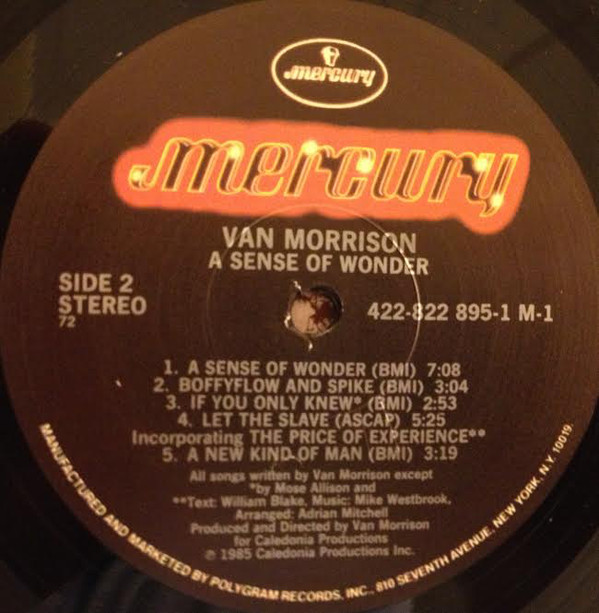 mercury
mercury
VAN MORRISON
A SENSE OF WONDER
SIDE 2
STEREO
72
422-822 895-1 M-1
1. A SENSE OF WONDER (BMI) 7:08
2. BOFFYFLOW AND SPIKE (BMI) 3:04
3. IF YOU ONLY KNEW* (BMI) 2:53
4. LET THE SLAVE (ASCAP) 5:25
Incorporating THE PRICE OF EXPERIENCE**
5. A NEW KIND OF MAN (BMI) 3:19
All songs written by Van Morrison except
*by Mose Allison and
**Text: William Blake, Music: Mike Westbrook,
Arranged: Adrian Mitchell
Produced and Directed by Van Morrison
for Caledonia Productions
℗ 1985 Caledonia Productions Inc.
MANUFACTURED AND MARKETED BY POLYGRAM RECORDS, INC., 810 SEVENTH AVENUE, NEW YORK, N.Y. 10019.